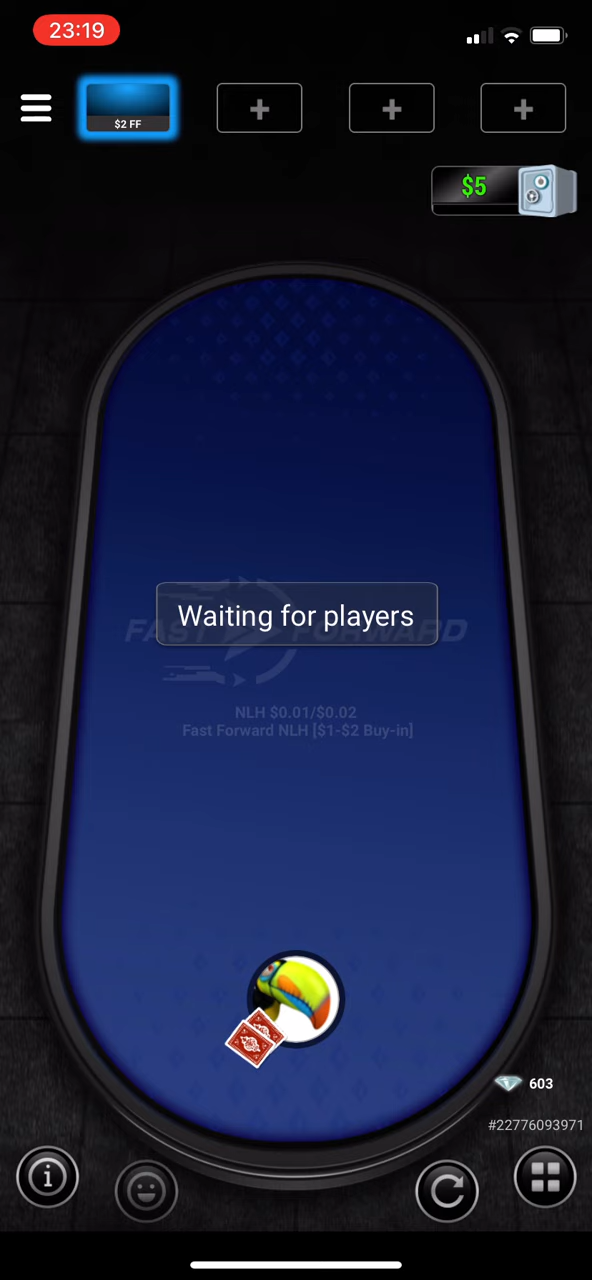 23:19
$2 FF
+
+
+
$5
Waiting for players
FAST FORWARD
NLH $0.01/$0.02
Fast Forward NLH [$1-$2 Buy-in]
603
#22776093971